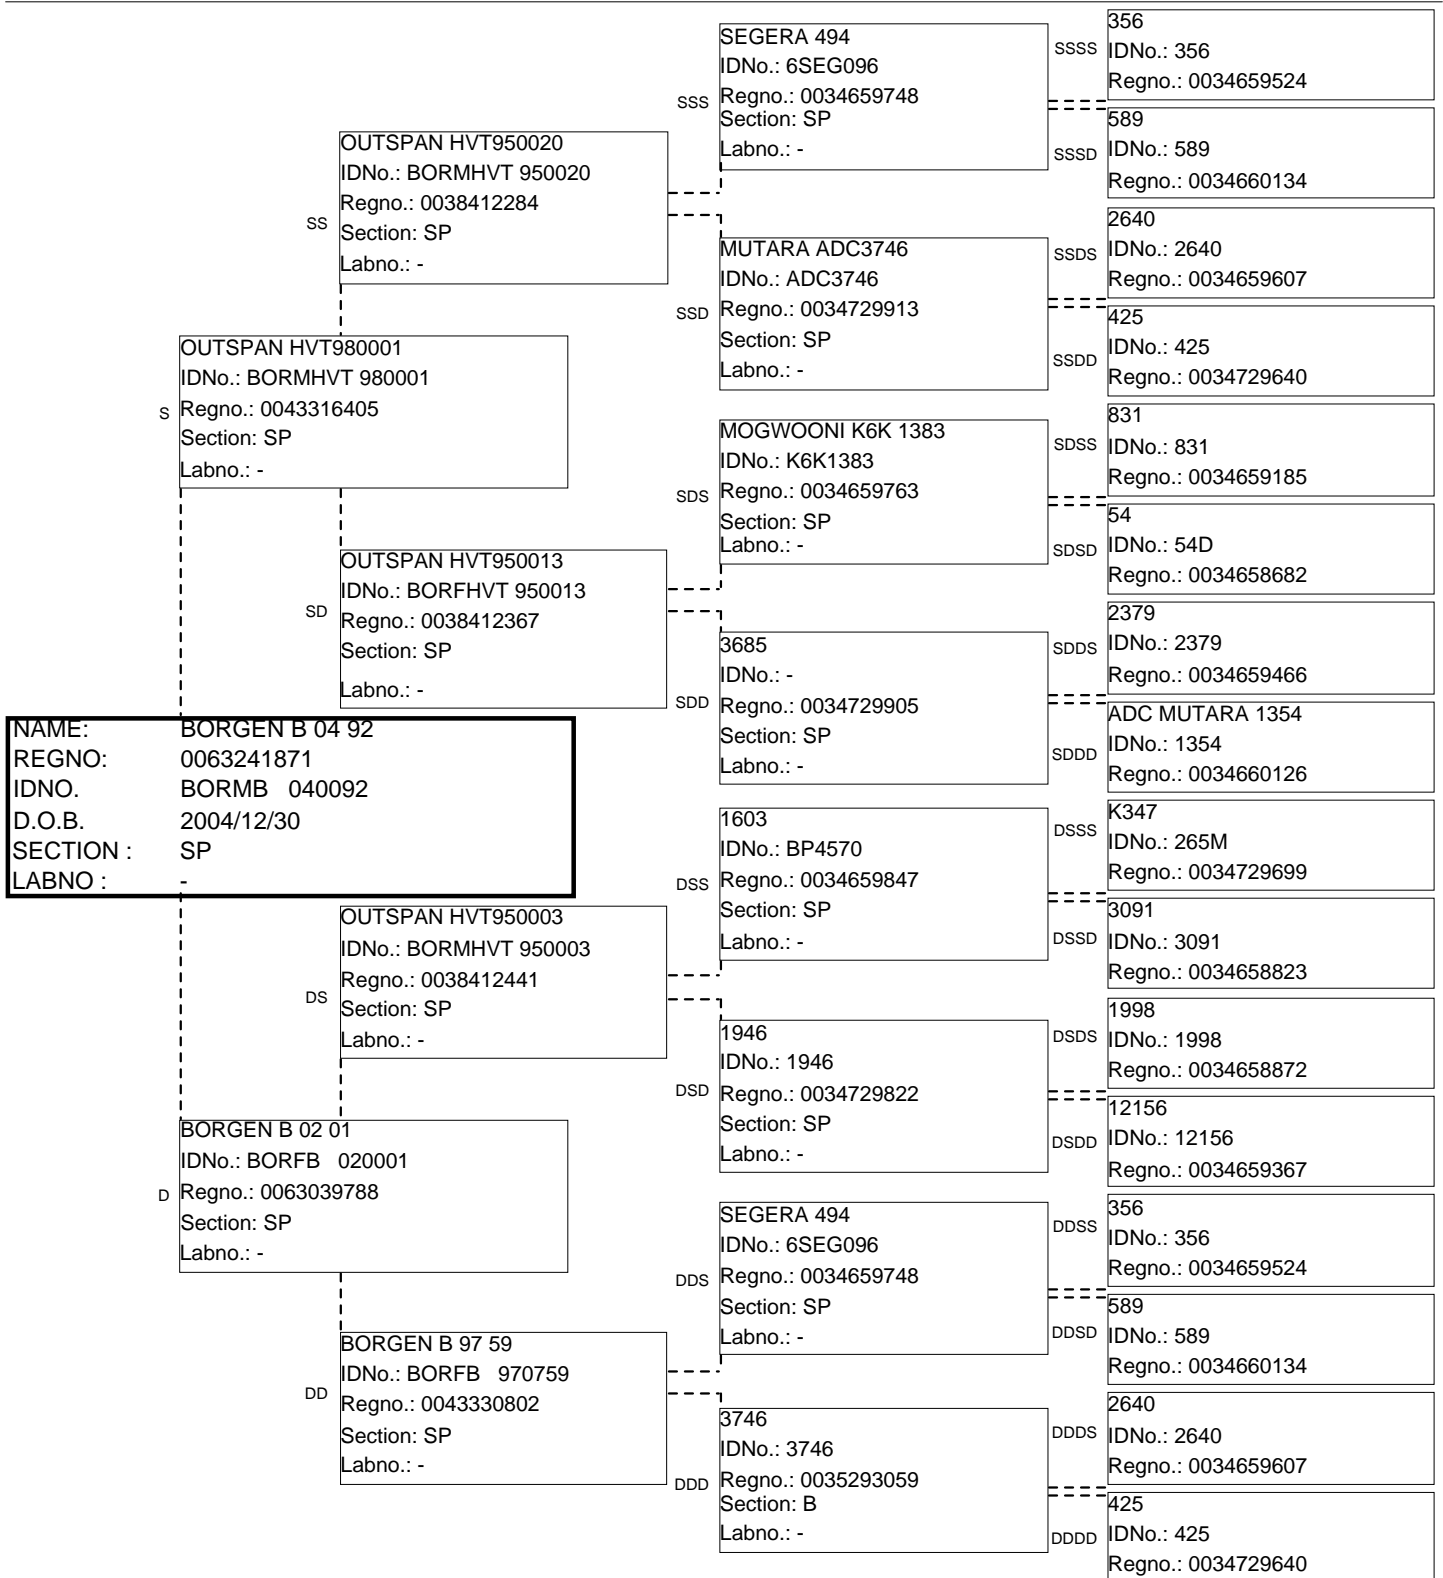 SSSS
356
IDNo.: 356
Regno.: 0034659524
SSS
SEGERA 494
IDNo.: 6SEG096
Regno.: 0034659748
Section: SP
Labno.: -
SSSD
589
IDNo.: 589
Regno.: 0034660134
SS
OUTSPAN HVT950020
IDNo.: BORMHVT 950020
Regno.: 0038412284
Section: SP
Labno.: -
SSDS
2640
IDNo.: 2640
Regno.: 0034659607
SSD
MUTARA ADC3746
IDNo.: ADC3746
Regno.: 0034729913
Section: SP
Labno.: -
SSDD
425
IDNo.: 425
Regno.: 0034729640
S
OUTSPAN HVT980001
IDNo.: BORMHVT 980001
Regno.: 0043316405
Section: SP
Labno.: -
SDSS
831
IDNo.: 831
Regno.: 0034659185
SDS
MOGWOONI K6K 1383
IDNo.: K6K1383
Regno.: 0034659763
Section: SP
Labno.: -
SDSD
54
IDNo.: 54D
Regno.: 0034658682
SD
OUTSPAN HVT950013
IDNo.: BORFHVT 950013
Regno.: 0038412367
Section: SP
Labno.: -
SDDS
2379
IDNo.: 2379
Regno.: 0034659466
SDD
3685
IDNo.: -
Regno.: 0034729905
Section: SP
Labno.: -
SDDD
ADC MUTARA 1354
IDNo.: 1354
Regno.: 0034660126
NAME: BORGEN B 04 92
REGNO: 0063241871
IDNO. BORMB 040092
D.O.B. 2004/12/30
SECTION : SP
LABNO : -
DSSS
K347
IDNo.: 265M
Regno.: 0034729699
DSS
1603
IDNo.: BP4570
Regno.: 0034659847
Section: SP
Labno.: -
DSSD
3091
IDNo.: 3091
Regno.: 0034658823
DS
OUTSPAN HVT950003
IDNo.: BORMHVT 950003
Regno.: 0038412441
Section: SP
Labno.: -
DSDS
1998
IDNo.: 1998
Regno.: 0034658872
DSD
1946
IDNo.: 1946
Regno.: 0034729822
Section: SP
Labno.: -
DSDD
12156
IDNo.: 12156
Regno.: 0034659367
D
BORGEN B 02 01
IDNo.: BORFB 020001
Regno.: 0063039788
Section: SP
Labno.: -
DDSS
356
IDNo.: 356
Regno.: 0034659524
DDS
SEGERA 494
IDNo.: 6SEG096
Regno.: 0034659748
Section: SP
Labno.: -
DDSD
589
IDNo.: 589
Regno.: 0034660134
DD
BORGEN B 97 59
IDNo.: BORFB 970759
Regno.: 0043330802
Section: SP
Labno.: -
DDDS
2640
IDNo.: 2640
Regno.: 0034659607
DDD
3746
IDNo.: 3746
Regno.: 0035293059
Section: B
Labno.: -
DDDD
425
IDNo.: 425
Regno.: 0034729640